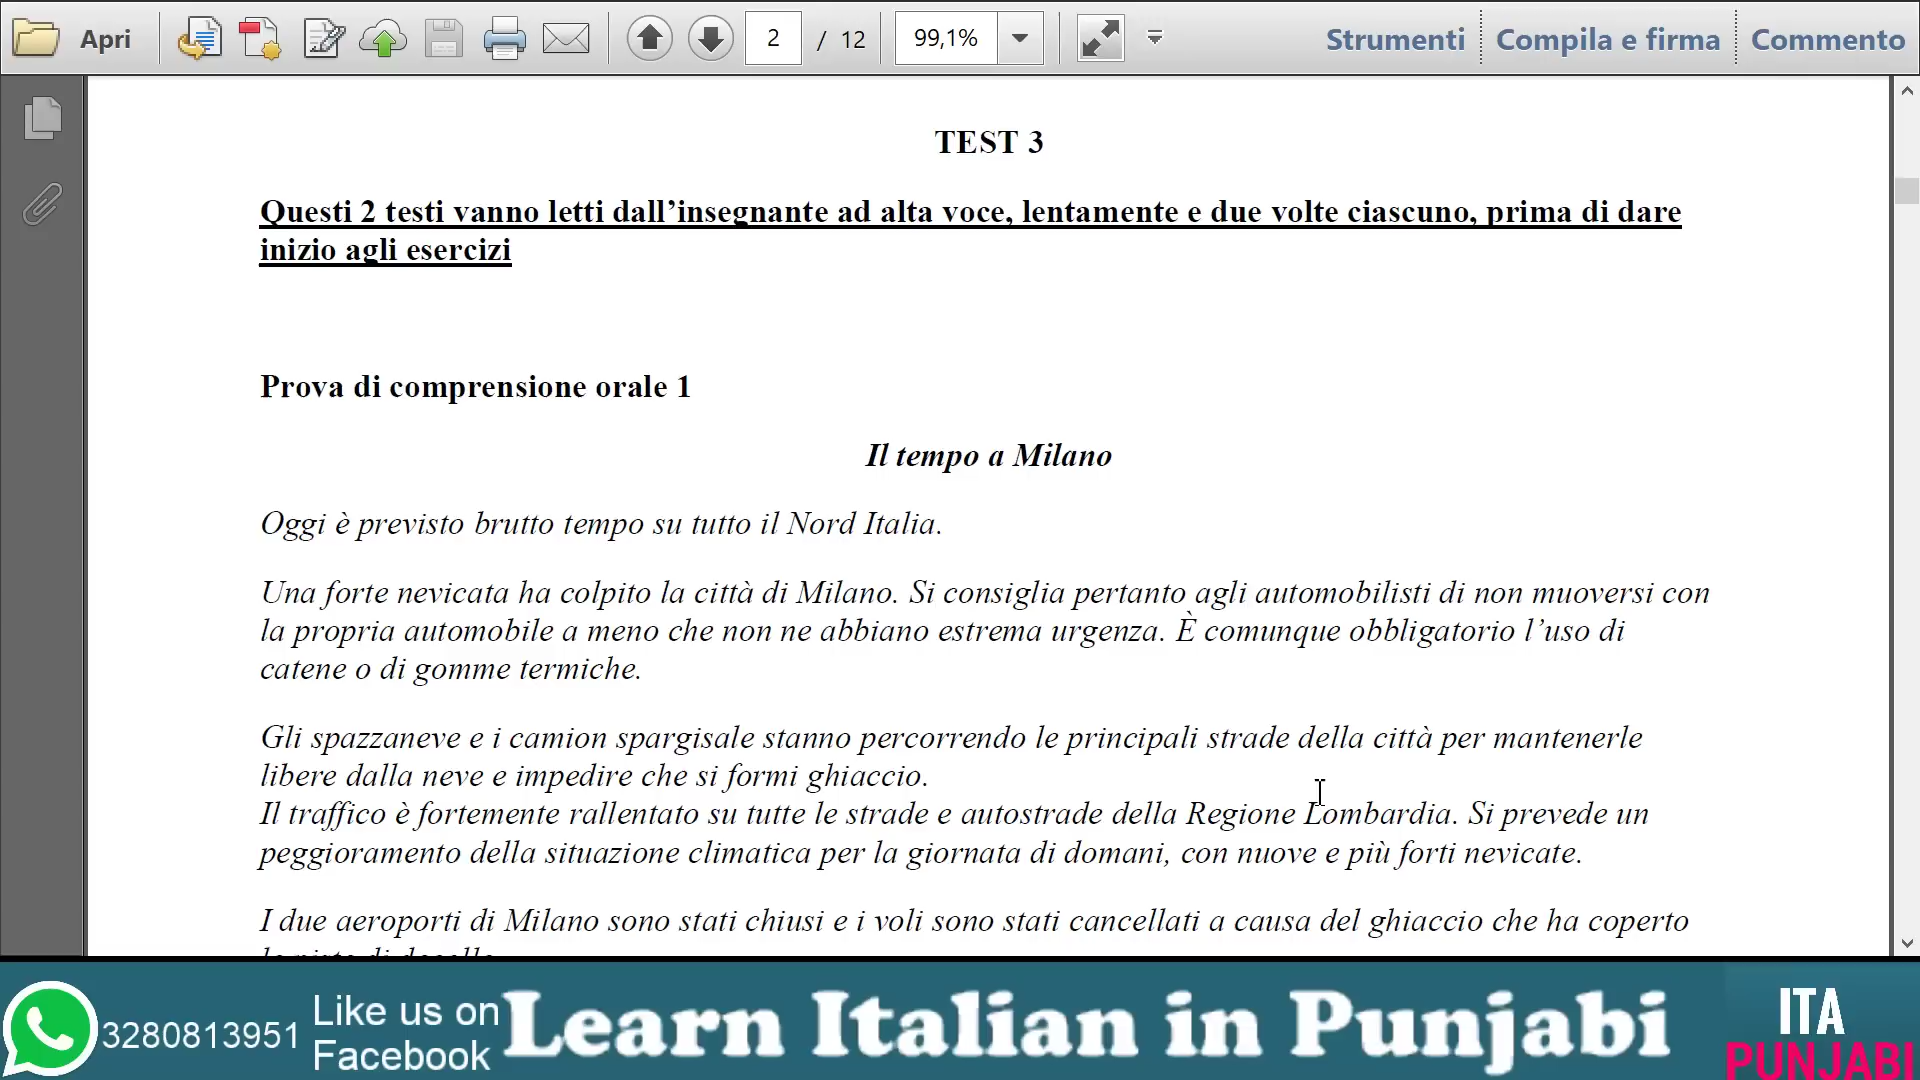 Apri
2 / 12
99,1%
Strumenti
Compila e firma
Commento
TEST 3
Questi 2 testi vanno letti dall’insegnante ad alta voce, lentamente e due volte ciascuno, prima di dare
inizio agli esercizi
Prova di comprensione orale 1
Il tempo a Milano
Oggi è previsto brutto tempo su tutto il Nord Italia.
Una forte nevicata ha colpito la città di Milano. Si consiglia pertanto agli automobilisti di non muoversi con
la propria automobile a meno che non ne abbiano estrema urgenza. È comunque obbligatorio l’uso di
catene o di gomme termiche.
Gli spazzaneve e i camion spargisale stanno percorrendo le principali strade della città per mantenerle
libere dalla neve e impedire che si formi ghiaccio.
Il traffico è fortemente rallentato su tutte le strade e autostrade della Regione Lombardia. Si prevede un
peggioramento della situazione climatica per la giornata di domani, con nuove e più forti nevicate.
I due aeroporti di Milano sono stati chiusi e i voli sono stati cancellati a causa del ghiaccio che ha coperto
3280813951
Like us on
Facebook
Learn Italian in Punjabi
ITA
PUNJABI